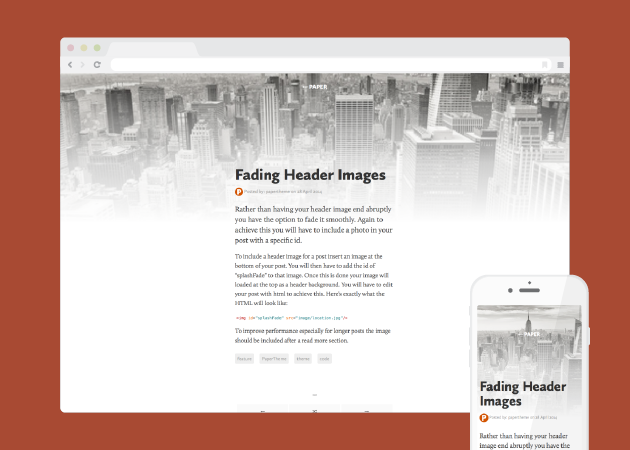 the PAPER
Fading Header Images
Posted by: papertheme on 28 April 2014
Rather than having your header image end abruptly
you have the option to fade it smoothly. Again to
achieve this you will have to include a photo in your
post with a specific id.
To include a header image for a post insert an image at the
bottom of your post. You will then have to add the id of
"splashFade" to that image. Once this is done your image will
loaded at the top as a header background. You will have to edit
your post with html to achieve this. Here's exactly what the
HTML will look like:
<img id="splashFade" src="image/location.jpg"/>
To improve performance especially for longer posts the image
should be included after a read more section.
feature PaperTheme theme
PAPER
Fading Header
Images
Posted by: papertheme on 28 April 2014
Rather than having your header
image end abruptly you have the